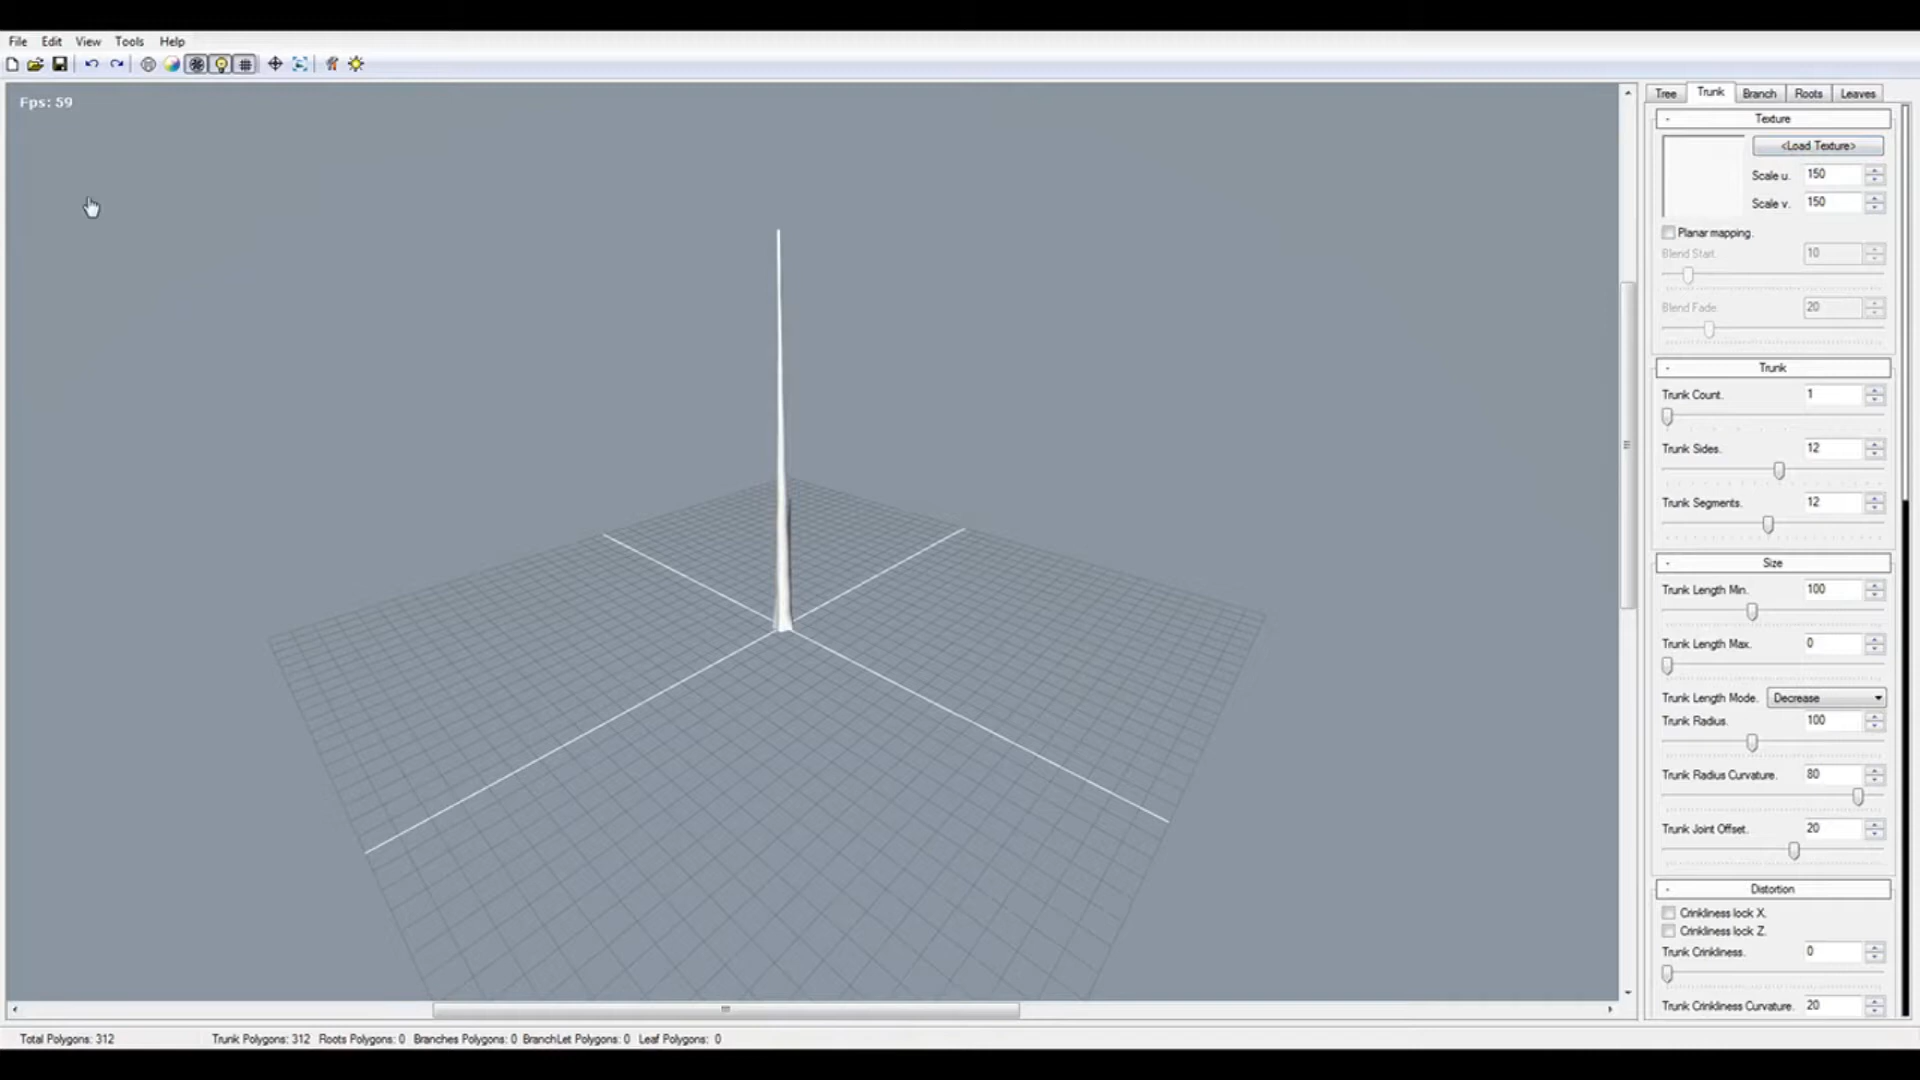 File Edit View Tools Help
Fps: 59
Tree Trunk Branch Roots Leaves
- Texture
<Load Texture>
Scale u. 150
Scale v. 150
Planar mapping.
Blend Start. 10
Blend Fade. 20
- Trunk
Trunk Count. 1
Trunk Sides. 12
Trunk Segments. 12
- Size
Trunk Length Min. 100
Trunk Length Max. 0
Trunk Length Mode. Decrease
Trunk Radius. 100
Trunk Radius Curvature. 80
Trunk Joint Offset. 20
- Distortion
Crinkliness lock X.
Crinkliness lock Z.
Trunk Crinkliness. 0
Trunk Crinkliness Curvature. 20
Total Polygons: 312 Trunk Polygons: 312 Roots Polygons: 0 Branches Polygons: 0 BranchLet Polygons: 0 Leaf Polygons: 0